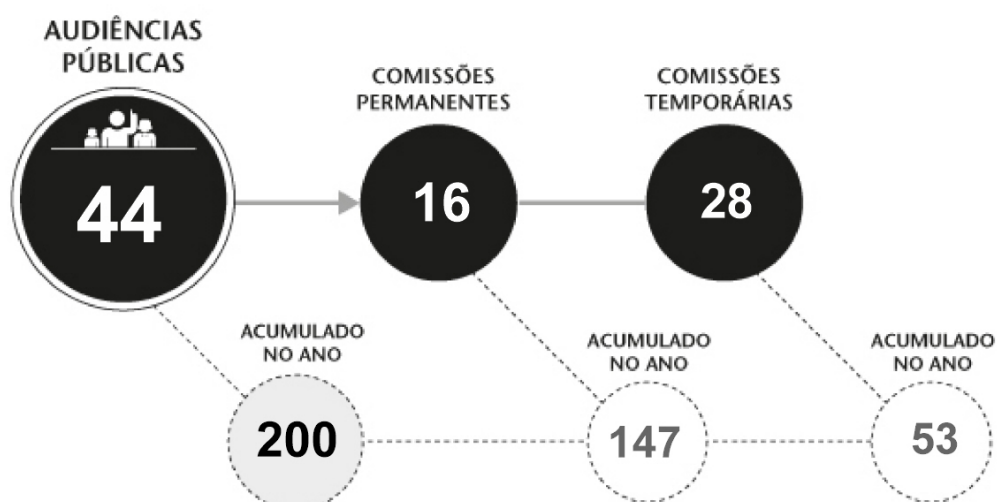 AUDIÊNCIAS
PÚBLICAS
44
COMISSÕES
PERMANENTES
16
COMISSÕES
TEMPORÁRIAS
28
ACUMULADO
NO ANO
200
ACUMULADO
NO ANO
147
ACUMULADO
NO ANO
53